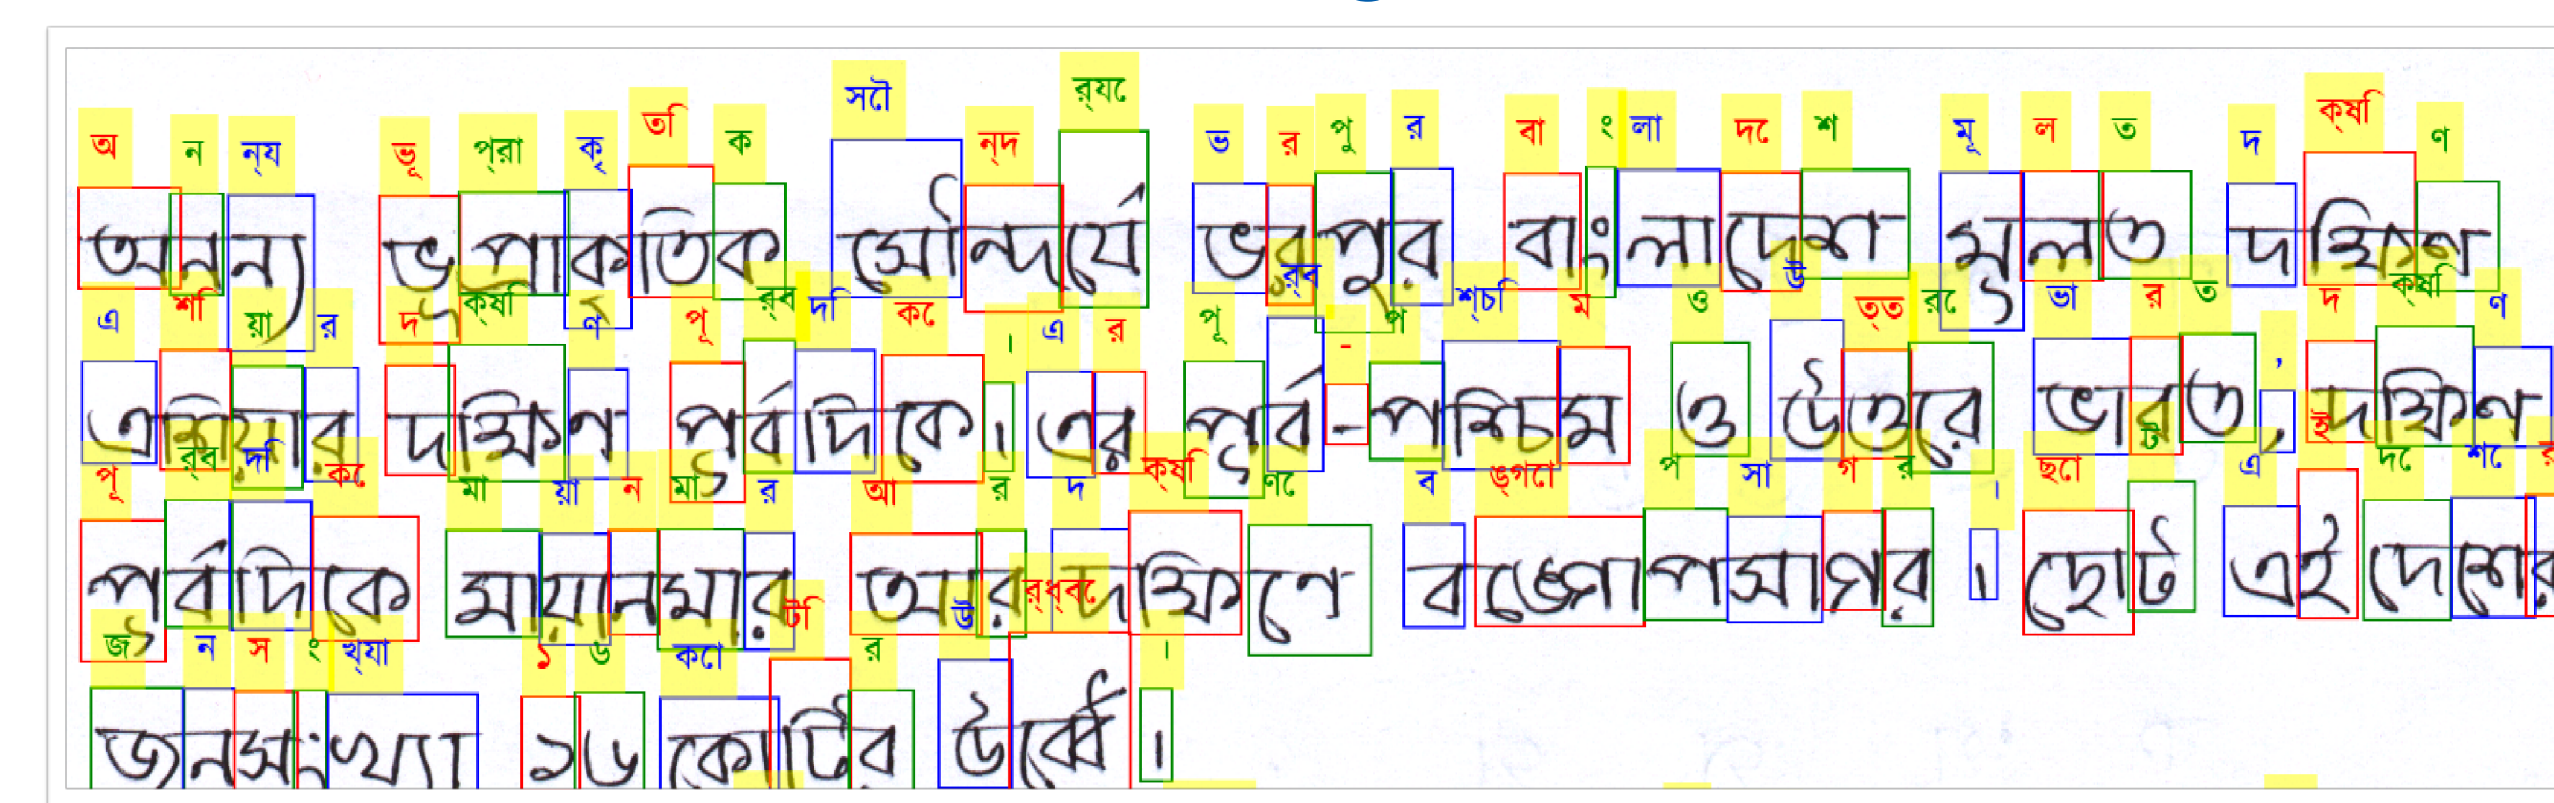 অনন্য ভূপ্রাকৃতিক সৌন্দর্যে ভরপুর বাংলাদেশ মূলত দক্ষিণ
এশিয়ার দক্ষিণ পূর্বদিকে। এর পূর্ব-পশ্চিম ও উত্তরে ভারত, দক্ষিণ
পূর্বদিকে মায়ানমার আর দক্ষিণে বঙ্গোপসাগর। ছোট এই দেশের
জনসংখ্যা ১৬ কোটির উর্ধ্বে।